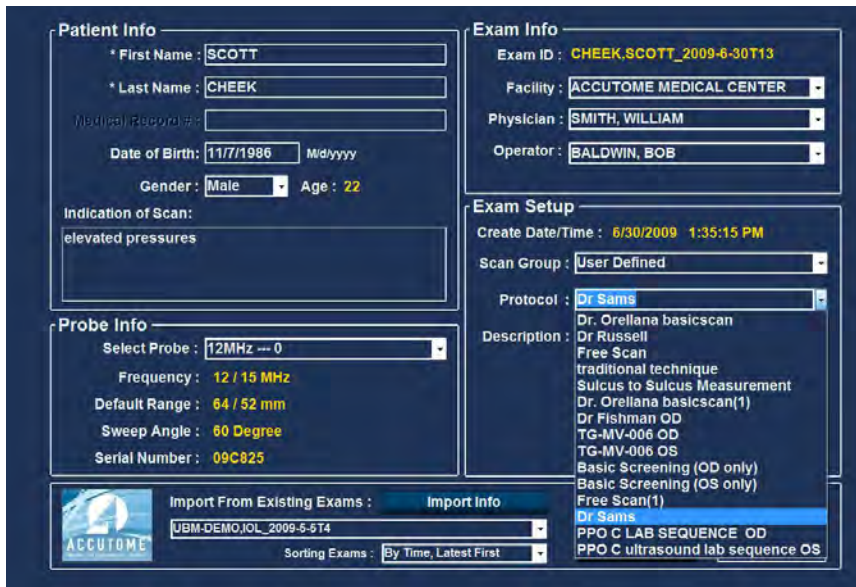 Patient Info
* First Name : SCOTT
* Last Name : CHEEK
Medical Record # :
Date of Birth: 11/7/1986 M/d/yyyy
Gender : Male Age : 22
Indication of Scan:
elevated pressures
Probe Info
Select Probe : 12MHz --- 0
Frequency : 12 / 15 MHz
Default Range : 64 / 52 mm
Sweep Angle : 60 Degree
Serial Number : 09C825
Exam Info
Exam ID : CHEEK,SCOTT_2009-6-30T13
Facility : ACCUTOME MEDICAL CENTER
Physician : SMITH, WILLIAM
Operator : BALDWIN, BOB
Exam Setup
Create Date/Time : 6/30/2009 1:35:15 PM
Scan Group : User Defined
Protocol : Dr Sams
Description :
Dr. Orellana basicscan
Dr Russell
Free Scan
traditional technique
Sulcus to Sulcus Measurement
Dr. Orellana basicscan(1)
Dr Fishman OD
TG-MV-006 OD
TG-MV-006 OS
Basic Screening (OD only)
Basic Screening (OS only)
Free Scan(1)
Dr Sams
PPO C LAB SEQUENCE OD
PPO C ultrasound lab sequence OS
ACCUTOME
Import From Existing Exams : Import Info
UBM-DEMO,IOL_2009-5-5T4
Sorting Exams : By Time, Latest First